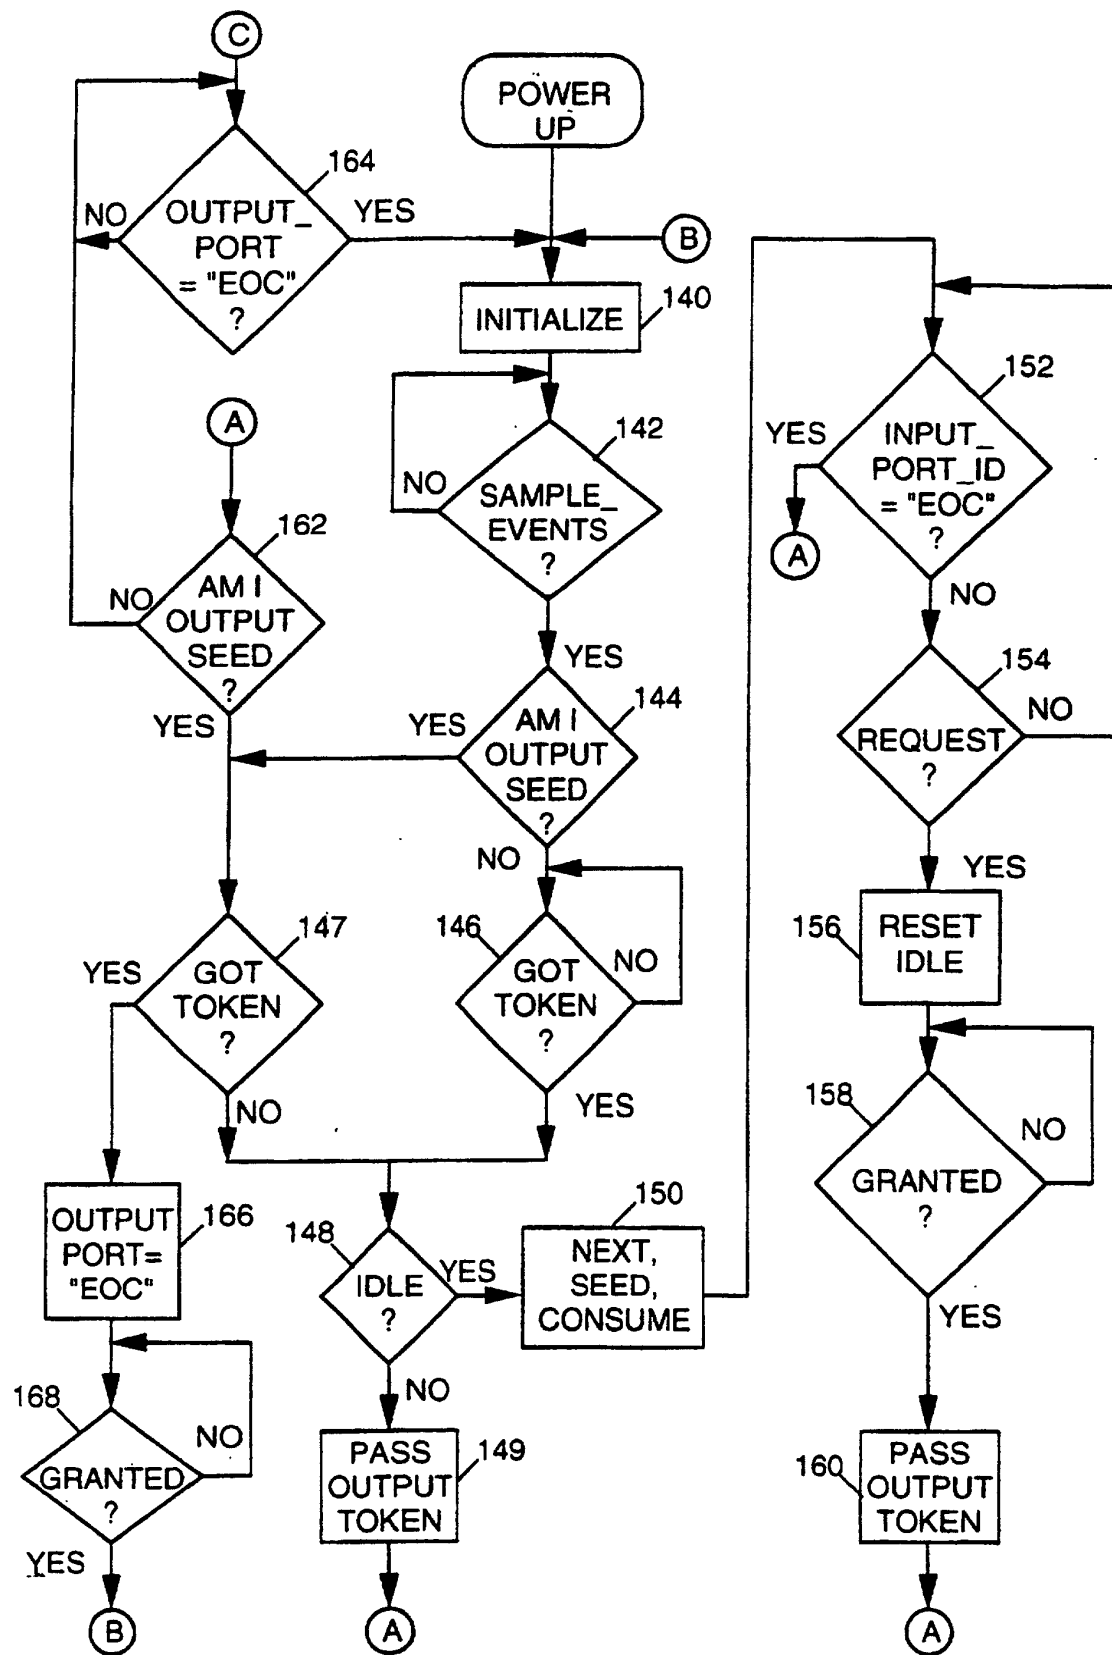 C
POWER
UP
164
NO
OUTPUT_
PORT
= "EOC"
?
YES
B
INITIALIZE
140
152
YES
INPUT_
PORT_ID
= "EOC"
?
A
NO
A
142
NO
SAMPLE_
EVENTS
?
YES
162
NO
AM I
OUTPUT
SEED
?
YES
144
YES
AM I
OUTPUT
SEED
?
NO
154
NO
REQUEST
?
YES
147
YES
GOT
TOKEN
?
NO
146
GOT
TOKEN
?
NO
YES
156
RESET
IDLE
158
GRANTED
?
NO
YES
OUTPUT
PORT=
"EOC"
166
148
IDLE
?
YES
NO
150
NEXT,
SEED,
CONSUME
168
GRANTED
?
NO
YES
B
PASS
OUTPUT
TOKEN
149
A
160
PASS
OUTPUT
TOKEN
A